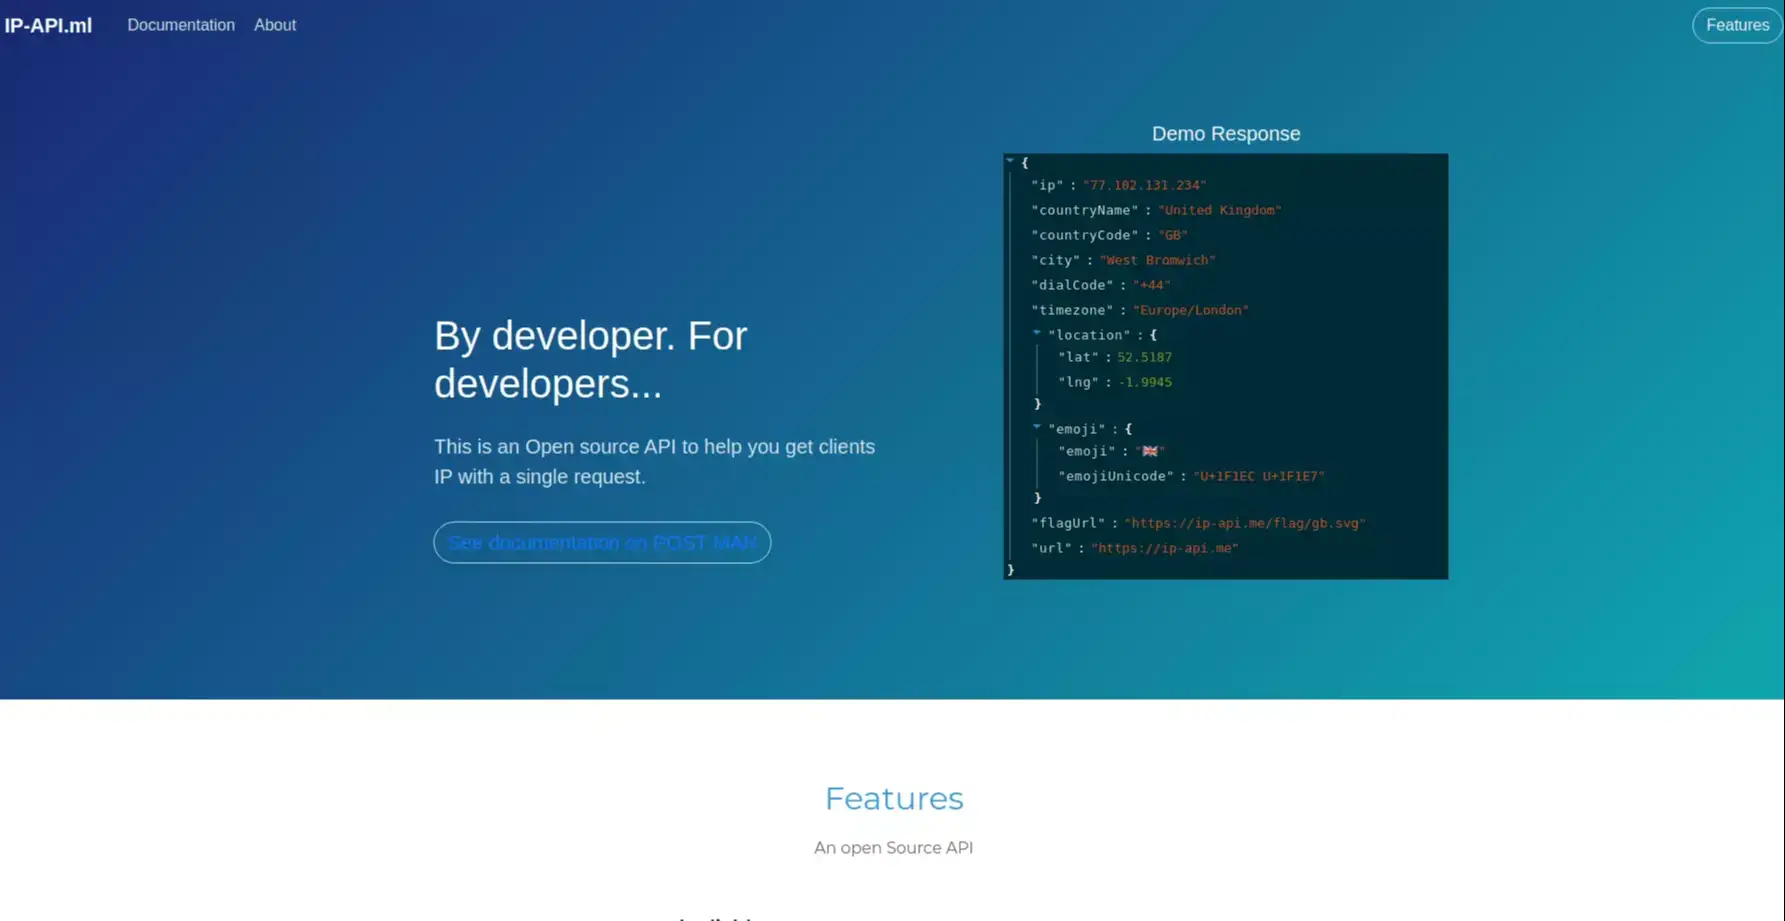 IP-API.ml Documentation About Features
Demo Response
{
"ip" : "77.102.131.234"
"countryName" : "United Kingdom"
"countryCode" : "GB"
"city" : "West Bromwich"
"dialCode" : "+44"
"timezone" : "Europe/London"
"location" : {
"lat" : 52.5187
"lng" : -1.9945
}
"emoji" : {
"emoji" : "🇬🇧"
"emojiUnicode" : "U+1F1EC U+1F1E7"
}
"flagUrl" : "https://ip-api.me/flag/gb.svg"
"url" : "https://ip-api.me"
}
By developer. For
developers...
This is an Open source API to help you get clients
IP with a single request.
See documentation on POST MAN
Features
An open Source API